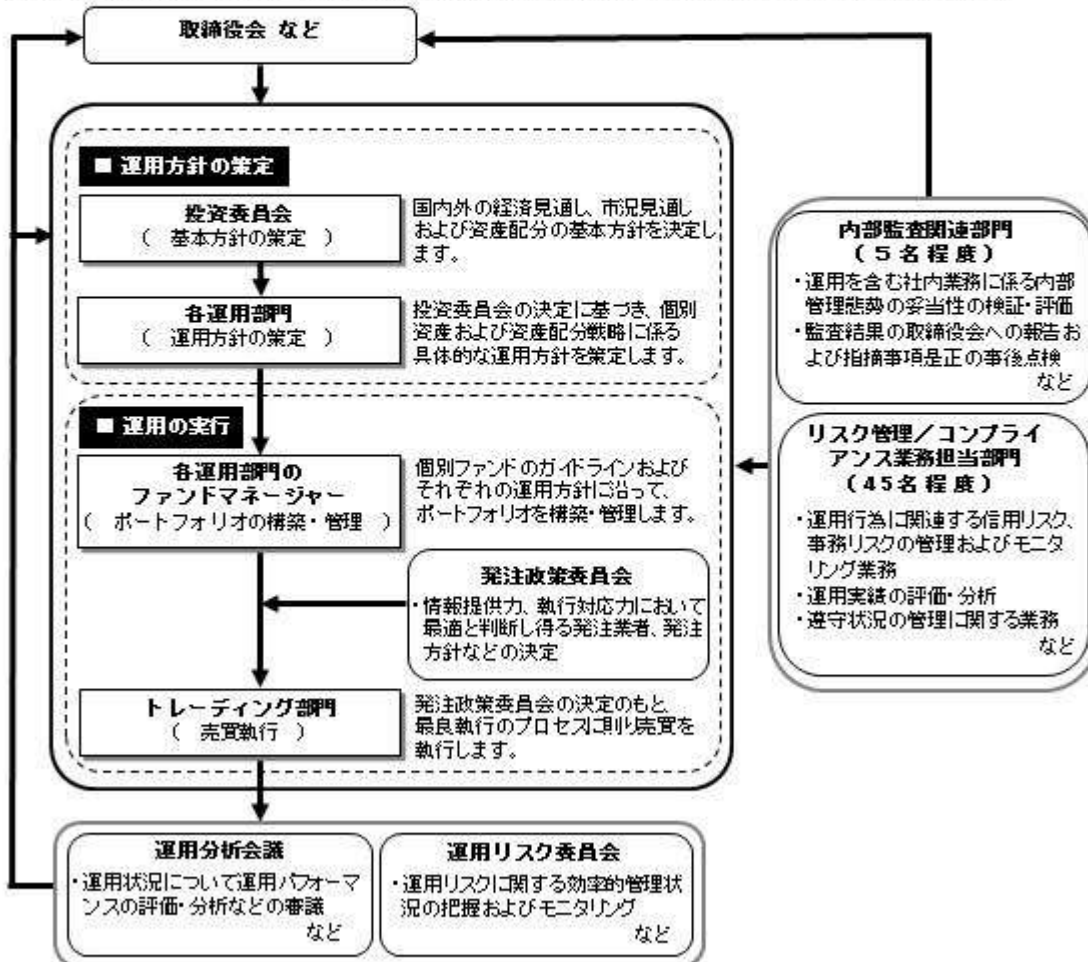 取締役会 など
■ 運用方針の策定
投資委員会
( 基本方針の策定 )
国内外の経済見通し、市況見通し
および資産配分の基本方針を決定し
ます。
各運用部門
( 運用方針の策定 )
投資委員会の決定に基づき、個別
資産および資産配分戦略に係る
具体的な運用方針を策定します。
■ 運用の実行
各運用部門の
ファンドマネージャー
( ポートフォリオの構築・管理 )
個別ファンドのガイドラインおよび
それぞれの運用方針に沿って、
ポートフォリオを構築・管理します。
発注政策委員会
・情報提供力、執行対応力において
最適と判断し得る発注業者、発注
方針などの決定
トレーディング部門
( 売買執行 )
発注政策委員会の決定のもと
最良執行のプロセスに則り売買を
執行します。
内部監査関連部門
(5名程度)
・運用を含む社内業務に係る内部
管理態勢の妥当性の検証・評価
・監査結果の取締役会への報告お
よび指摘事項是正の事後点検
など
リスク管理/コンプライ
アンス業務担当部門
(45名程度)
・運用行為に関連する信用リスク、
事務リスクの管理およびモニタ
リング業務
・運用実績の評価・分析
・遵守状況の管理に関する業務
など
運用分析会議
・運用状況について運用パフォーマ
ンスの評価・分析などの審議
など
運用リスク委員会
・運用リスクに関する効率的管理状
況の把握およびモニタリング
など